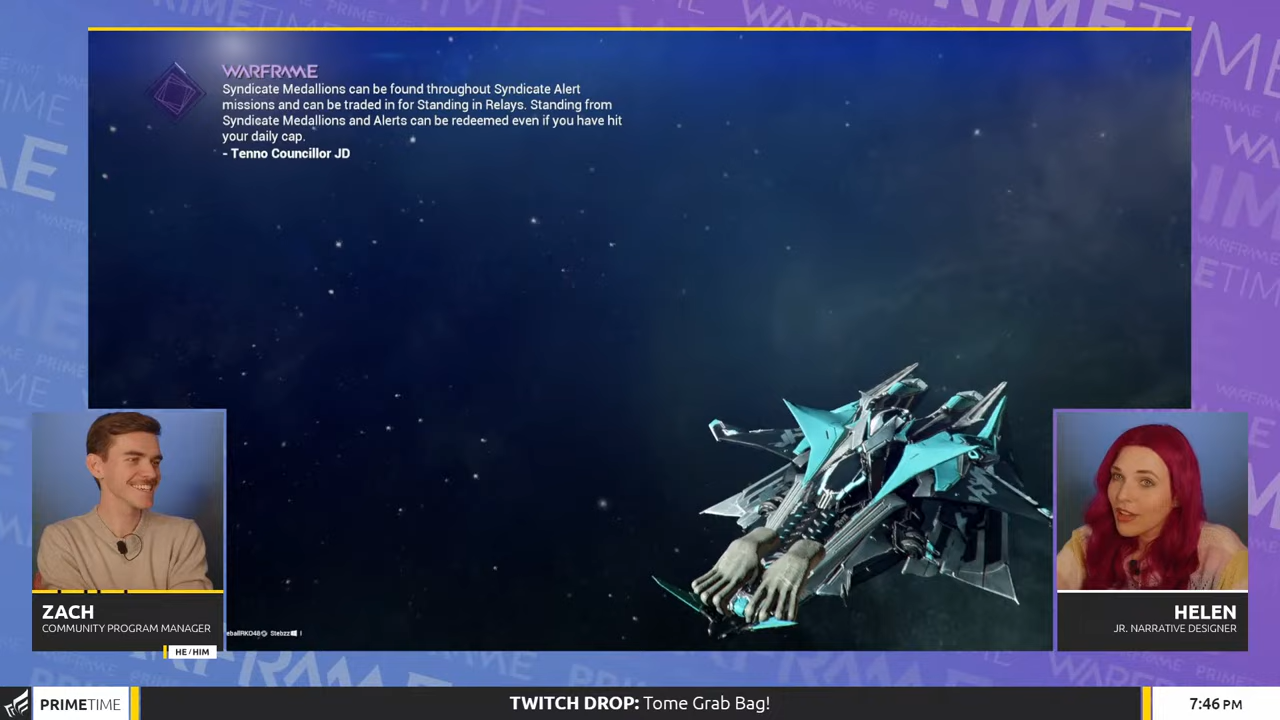 WARFRAME
Syndicate Medallions can be found throughout Syndicate Alert
missions and can be traded in for Standing in Relays. Standing from
Syndicate Medallions and Alerts can be redeemed even if you have hit
your daily cap.
- Tenno Councillor JD
ZACH
COMMUNITY PROGRAM MANAGER
HE / HIM
HELEN
JR. NARRATIVE DESIGNER
PRIMETIME
TWITCH DROP: Tome Grab Bag!
7:46 PM